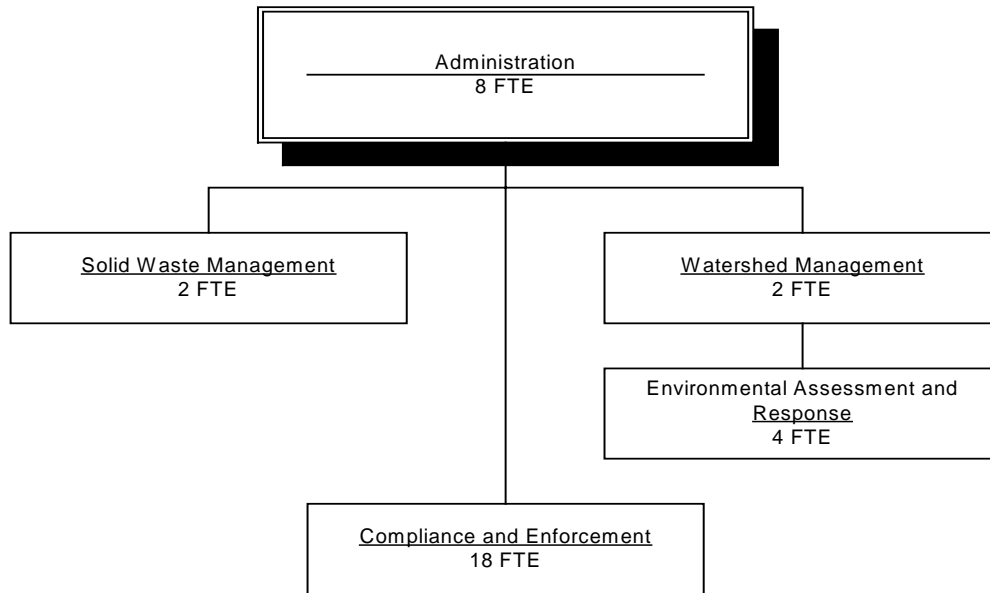 Administration
8 FTE
Solid Waste Management
2 FTE
Watershed Management
2 FTE
Environmental Assessment and
Response
4 FTE
Compliance and Enforcement
18 FTE